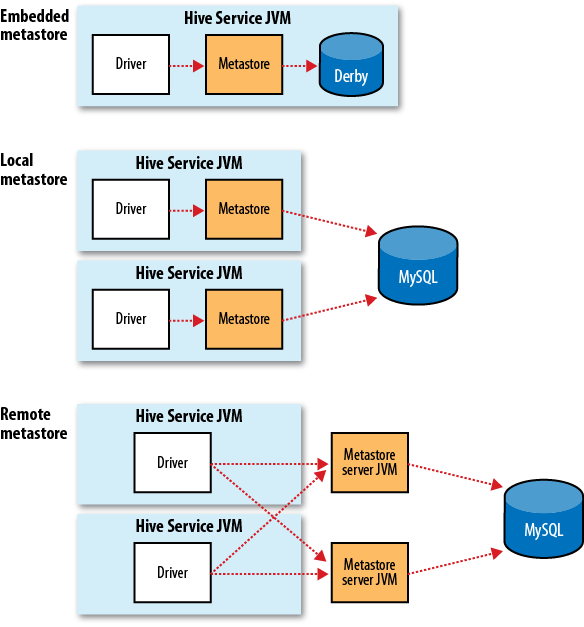 Embedded
metastore
Hive Service JVM
Driver
Metastore
Derby
Local
metastore
Hive Service JVM
Driver
Metastore
Hive Service JVM
Driver
Metastore
MySQL
Remote
metastore
Hive Service JVM
Driver
Metastore
server JVM
Hive Service JVM
Driver
Metastore
server JVM
MySQL